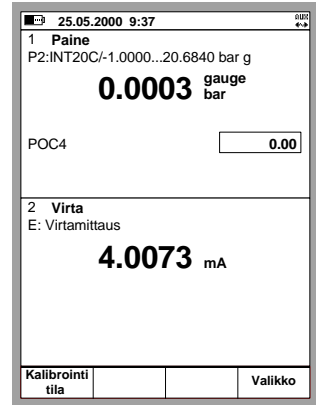 25.05.2000 9:37
AUX
1 Paine
P2:INT20C/-1.0000...20.6840 bar g
0.0003 gauge bar
POC4 0.00
2 Virta
E: Virtamittaus
4.0073 mA
Kalibrointi tila
Valikko